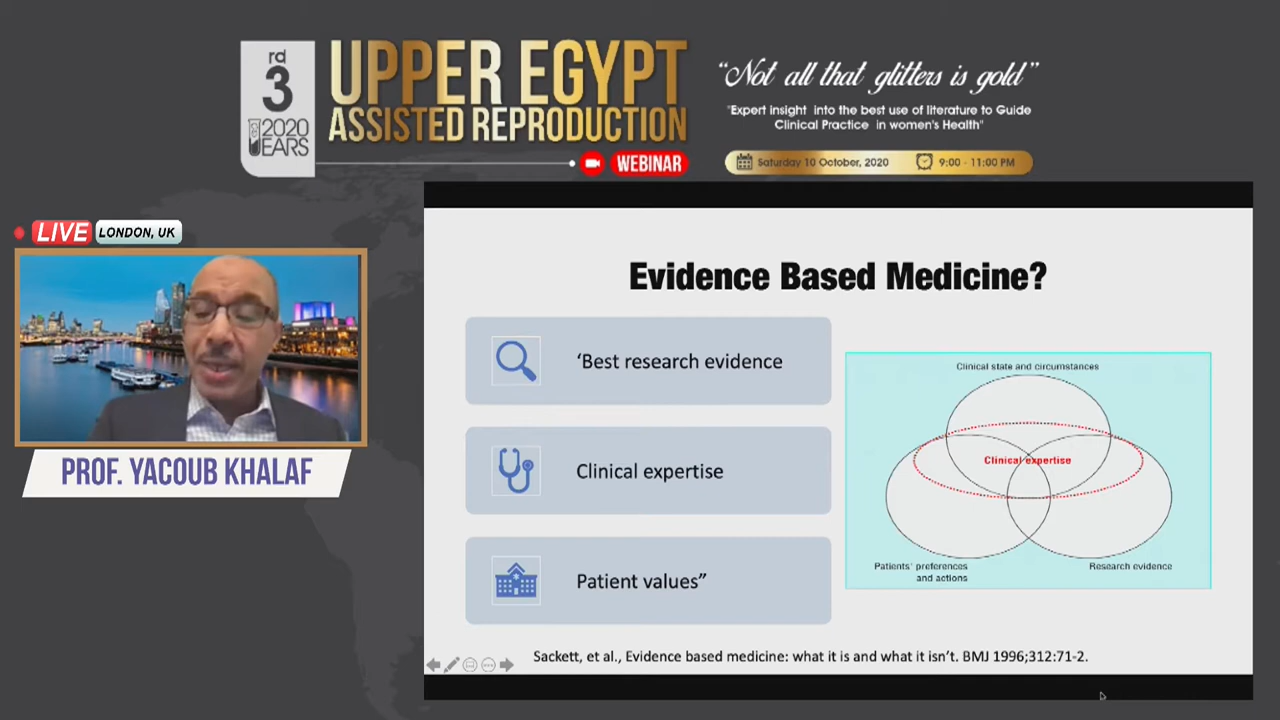 3rd
2020
YEARS
UPPER EGYPT
ASSISTED REPRODUCTION
WEBINAR
“Not all that glitters is gold”
"Expert insight into the best use of literature to Guide
Clinical Practice in women's Health"
Saturday 10 October, 2020
9:00 - 11:00 PM
LIVE
LONDON, UK
PROF. YACOUB KHALAF
Evidence Based Medicine?
‘Best research evidence
Clinical expertise
Patient values”
Clinical state and circumstances
Clinical expertise
Patients' preferences
and actions
Research evidence
Sackett, et al., Evidence based medicine: what it is and what it isn’t. BMJ 1996;312:71-2.